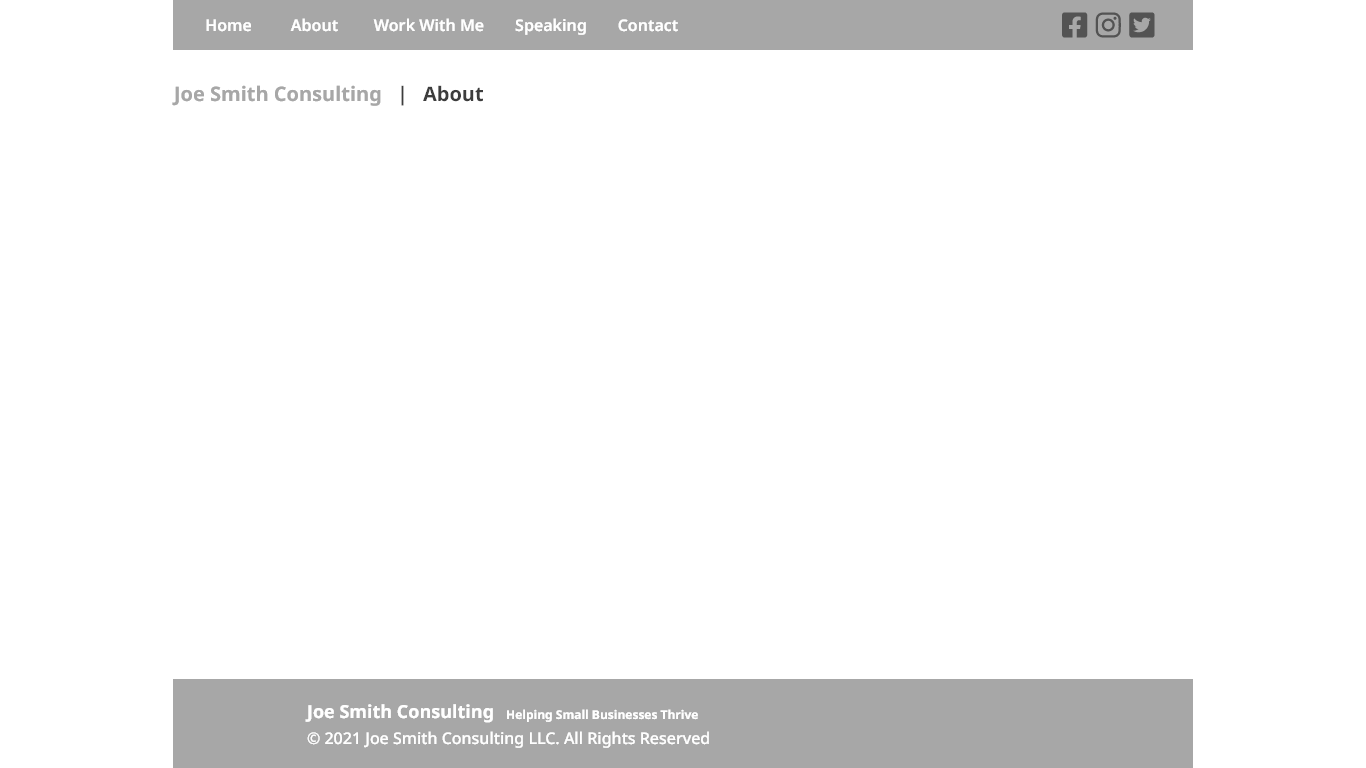 Home About Work With Me Speaking Contact
Joe Smith Consulting | About
Joe Smith Consulting Helping Small Businesses Thrive
© 2021 Joe Smith Consulting LLC. All Rights Reserved